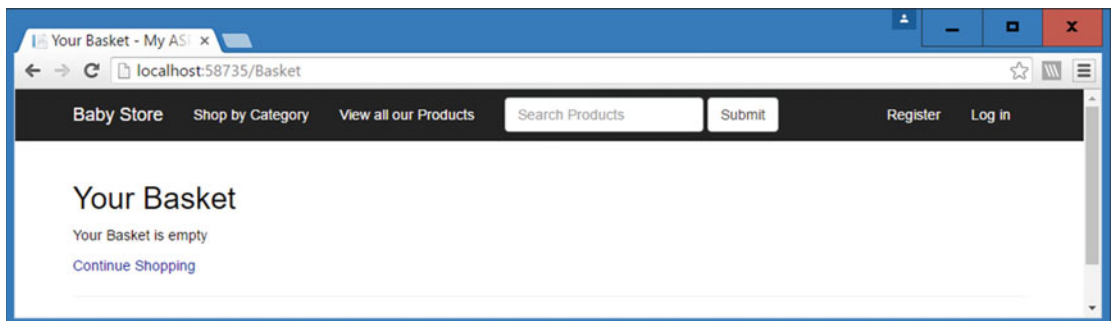 Your Basket - My AS
localhost:58735/Basket
Baby Store Shop by Category View all our Products Search Products Submit Register Log in
Your Basket
Your Basket is empty
Continue Shopping